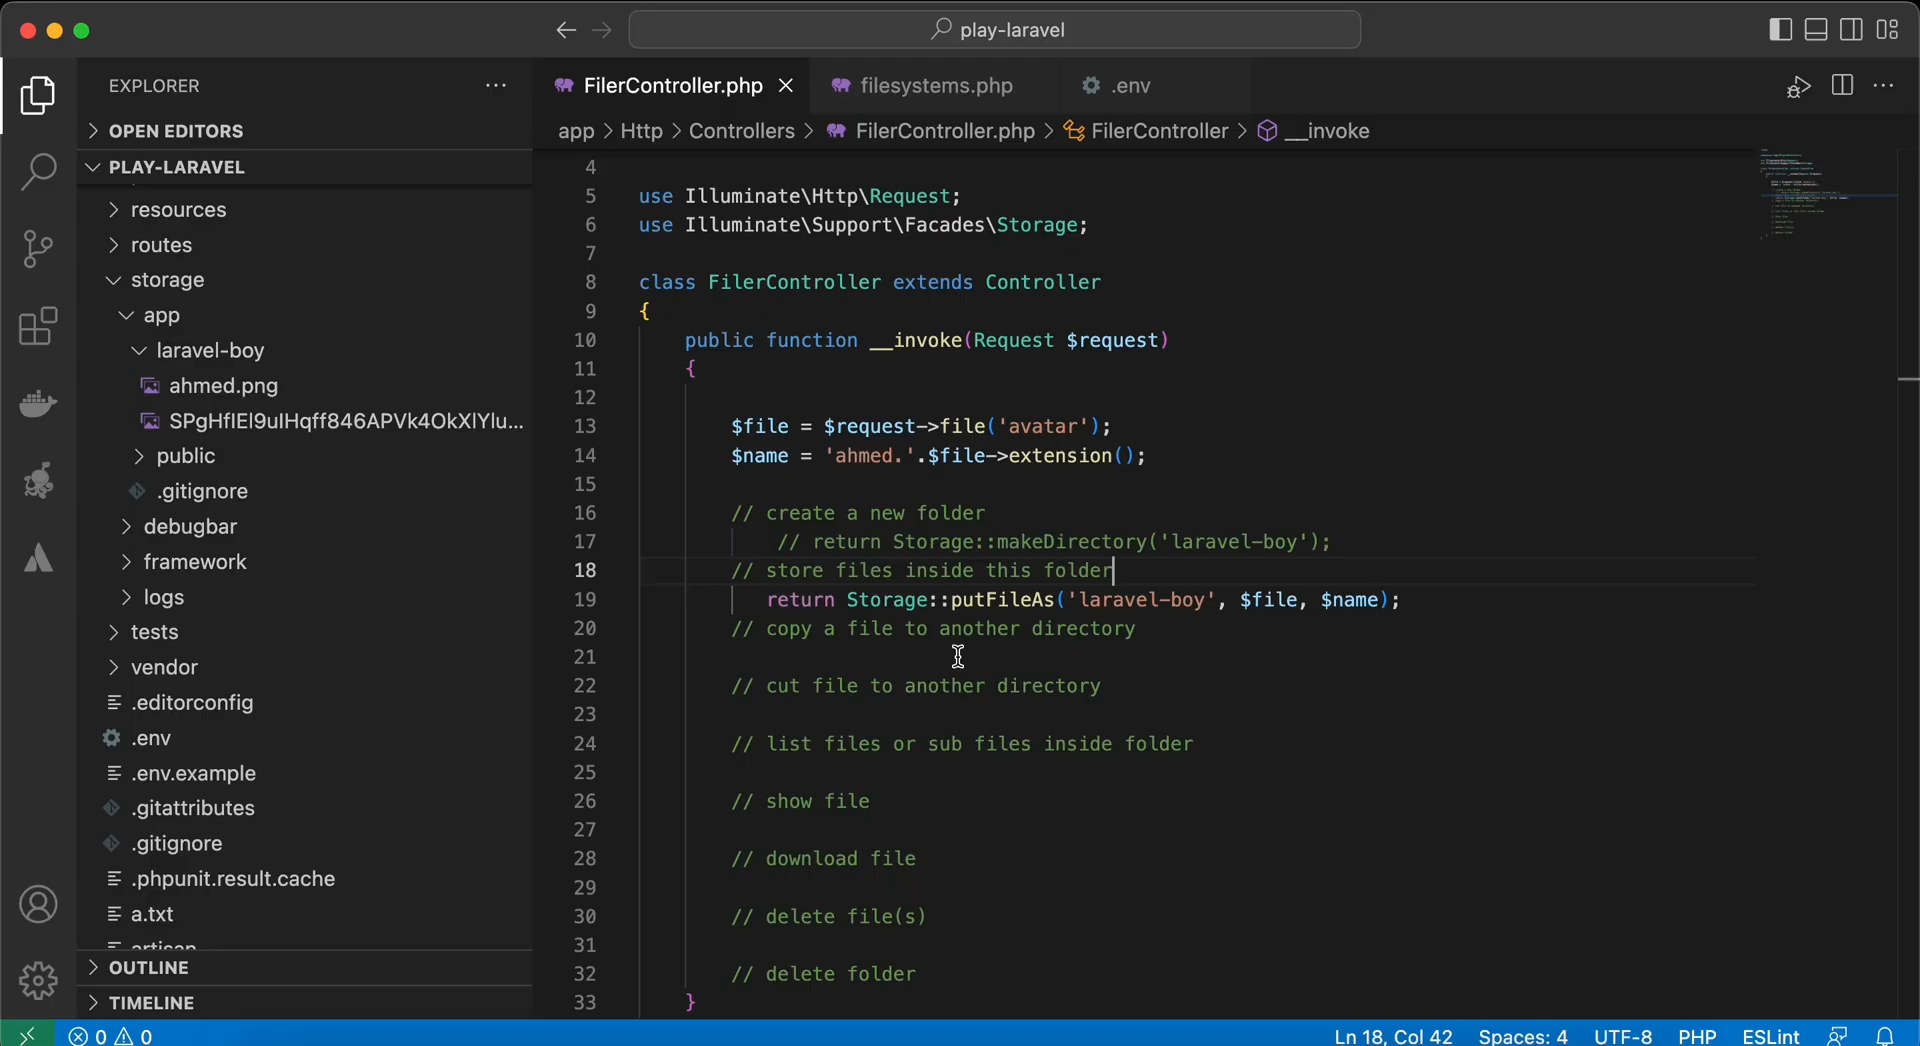 play-laravel
EXPLORER
OPEN EDITORS
PLAY-LARAVEL
resources
routes
storage
app
laravel-boy
ahmed.png
public
.gitignore
debugbar
framework
logs
tests
vendor
.editorconfig
.env
.env.example
.gitattributes
.gitignore
.phpunit.result.cache
a.txt
artisan
OUTLINE
TIMELINE
FilerController.php
filesystems.php
.env
app > Http > Controllers > FilerController.php > FilerController > __invoke
4
5 use Illuminate\Http\Request;
6 use Illuminate\Support\Facades\Storage;
7
8 class FilerController extends Controller
9 {
10 public function __invoke(Request $request)
11 {
12
13 $file = $request->file('avatar');
14 $name = 'ahmed.'.$file->extension();
15
16 // create a new folder
17 // return Storage::makeDirectory('laravel-boy');
18 // store files inside this folder
19 return Storage::putFileAs('laravel-boy', $file, $name);
20 // copy a file to another directory
21
22 // cut file to another directory
23
24 // list files or sub files inside folder
25
26 // show file
27
28 // download file
29
30 // delete file(s)
31
32 // delete folder
33 }
0 0
Ln 18, Col 42 Spaces: 4 UTF-8 PHP ESLint